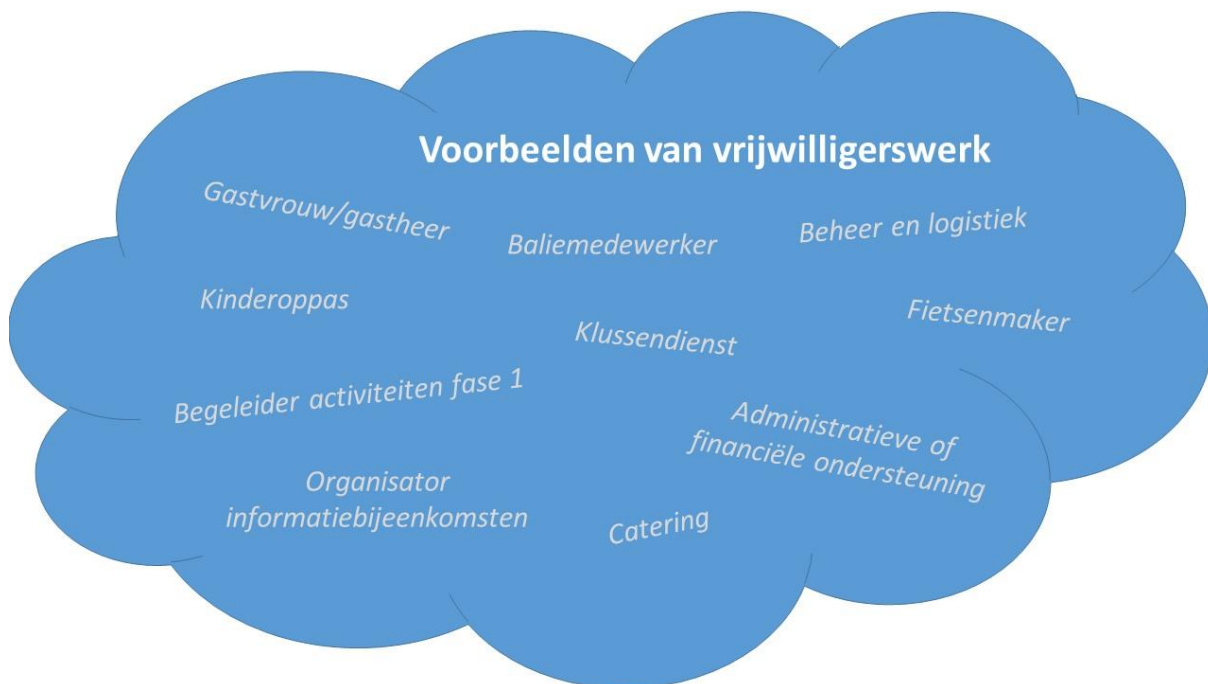 Voorbeelden van vrijwilligerswerk
Gastvrouw/gastheer
Baliemedewerker
Beheer en logistiek
Kinderoppas
Klussendienst
Fietsenmaker
Begeleider activiteiten fase 1
Administratieve of
financiële ondersteuning
Organisator
informatiebijeenkomsten
Catering